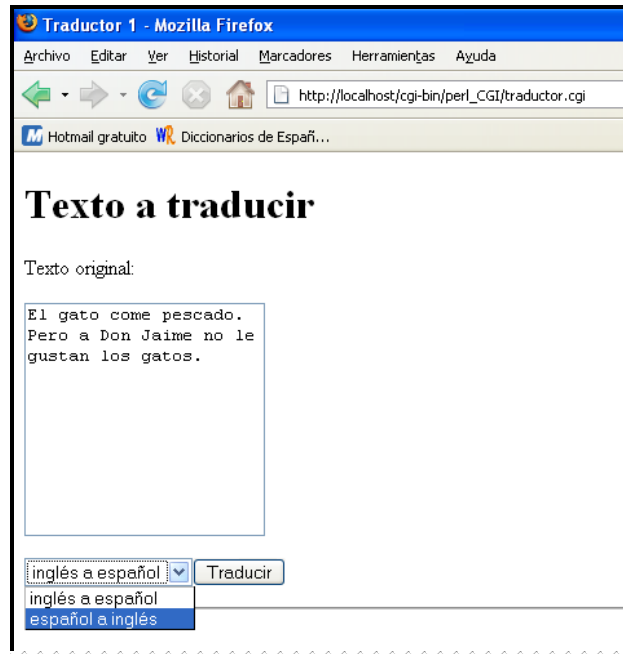 Traductor 1 - Mozilla Firefox
Archivo Editar Ver Historial Marcadores Herramientas Ayuda
http://localhost/cgi-bin/perl_CGI/traductor.cgi
Hotmail gratuito WR Diccionarios de Españ...
Texto a traducir
Texto original:
El gato come pescado.
Pero a Don Jaime no le
gustan los gatos.
inglés a español Traducir
inglés a español
español a inglés